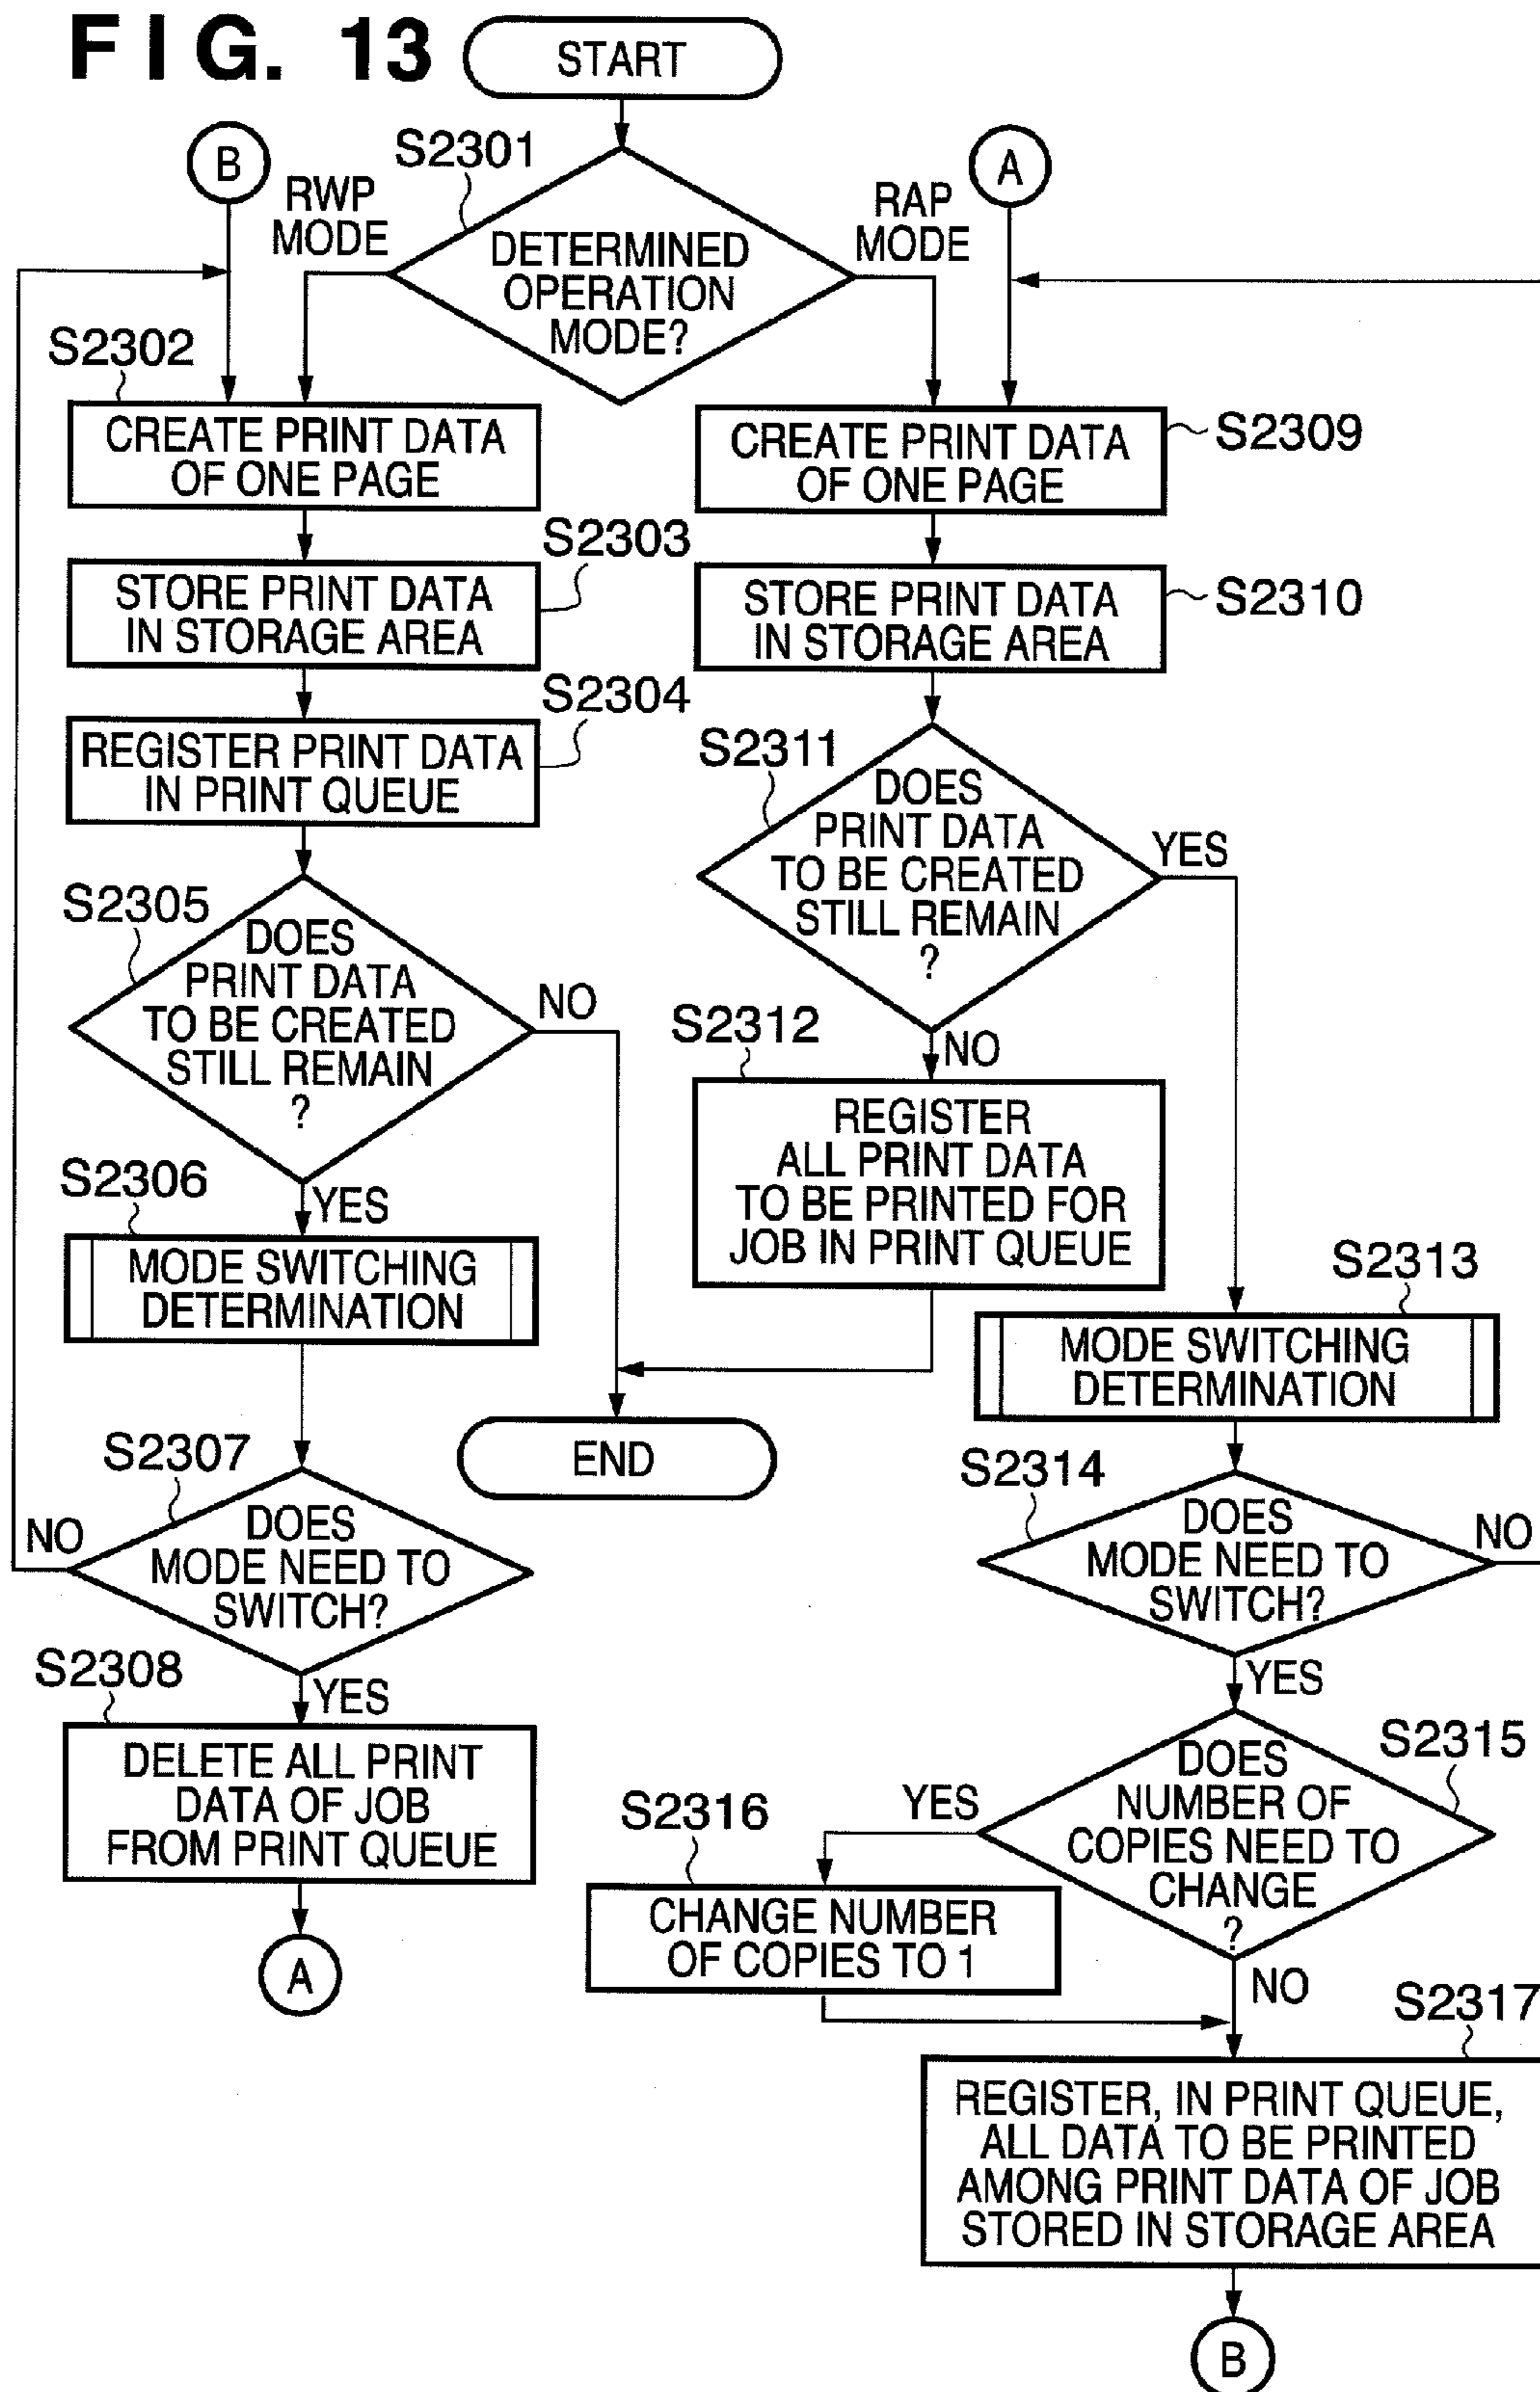 FIG. 13
START
B
S2301
A
RWP
MODE
RAP
MODE
DETERMINED
OPERATION
MODE?
S2302
CREATE PRINT DATA
OF ONE PAGE
S2303
STORE PRINT DATA
IN STORAGE AREA
S2304
REGISTER PRINT DATA
IN PRINT QUEUE
S2305
DOES
PRINT DATA
TO BE CREATED
STILL REMAIN
?
NO
S2306
YES
MODE SWITCHING
DETERMINATION
S2307
NO
DOES
MODE NEED TO
SWITCH?
S2308
YES
DELETE ALL PRINT
DATA OF JOB
FROM PRINT QUEUE
A
CREATE PRINT DATA
OF ONE PAGE
S2309
STORE PRINT DATA
IN STORAGE AREA
S2310
S2311
DOES
PRINT DATA
TO BE CREATED
STILL REMAIN
?
YES
S2312
NO
REGISTER
ALL PRINT DATA
TO BE PRINTED FOR
JOB IN PRINT QUEUE
END
S2313
MODE SWITCHING
DETERMINATION
S2314
DOES
MODE NEED TO
SWITCH?
NO
YES
S2315
DOES
NUMBER OF
COPIES NEED TO
CHANGE
?
YES
S2316
CHANGE NUMBER
OF COPIES TO 1
NO
S2317
REGISTER, IN PRINT QUEUE,
ALL DATA TO BE PRINTED
AMONG PRINT DATA OF JOB
STORED IN STORAGE AREA
B